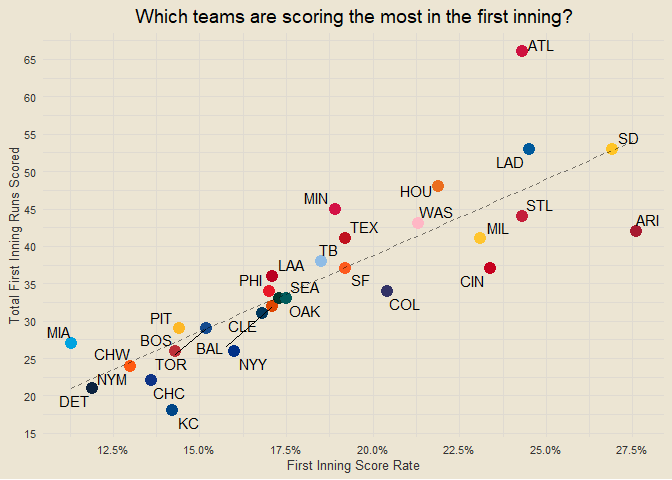 Which teams are scoring the most in the first inning?
Total First Inning Runs Scored
65
60
55
50
45
40
35
30
25
20
15
ATL
SD
LAD
HOU
MIN
WAS
STL
ARI
TEX
MIL
TB
LAA
SF
CIN
PHI
SEA
COL
OAK
PIT
CLE
MIA
BOS
BAL
CHW
TOR
NYY
NYM
DET
CHC
KC
12.5%
15.0%
17.5%
20.0%
22.5%
25.0%
27.5%
First Inning Score Rate